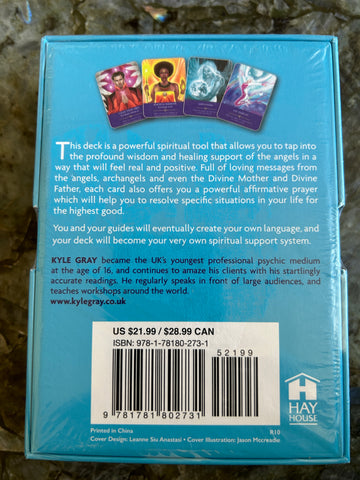 This deck is a powerful spiritual tool that allows you to tap into
the profound wisdom and healing support of the angels in a
way that will feel real and positive. Full of loving messages from
the angels, archangels and even the Divine Mother and Divine
Father, each card also offers you a powerful affirmative prayer
which will help you to resolve specific situations in your life for
the highest good.
You and your guides will eventually create your own language, and
your deck will become your very own spiritual support system.
KYLE GRAY became the UK's youngest professional psychic medium
at the age of 16, and continues to amaze his clients with his startlingly
accurate readings. He regularly speaks in front of large audiences, and
teaches workshops around the world.
www.kylegray.co.uk
US $21.99 / $28.99 CAN
ISBN: 978-1-78180-273-1
52199
9 781781 802731
HAY
HOUSE
Printed in China
R10
Cover Design: Leanne Siu Anastasi • Cover Illustration: Jason Mccreadie